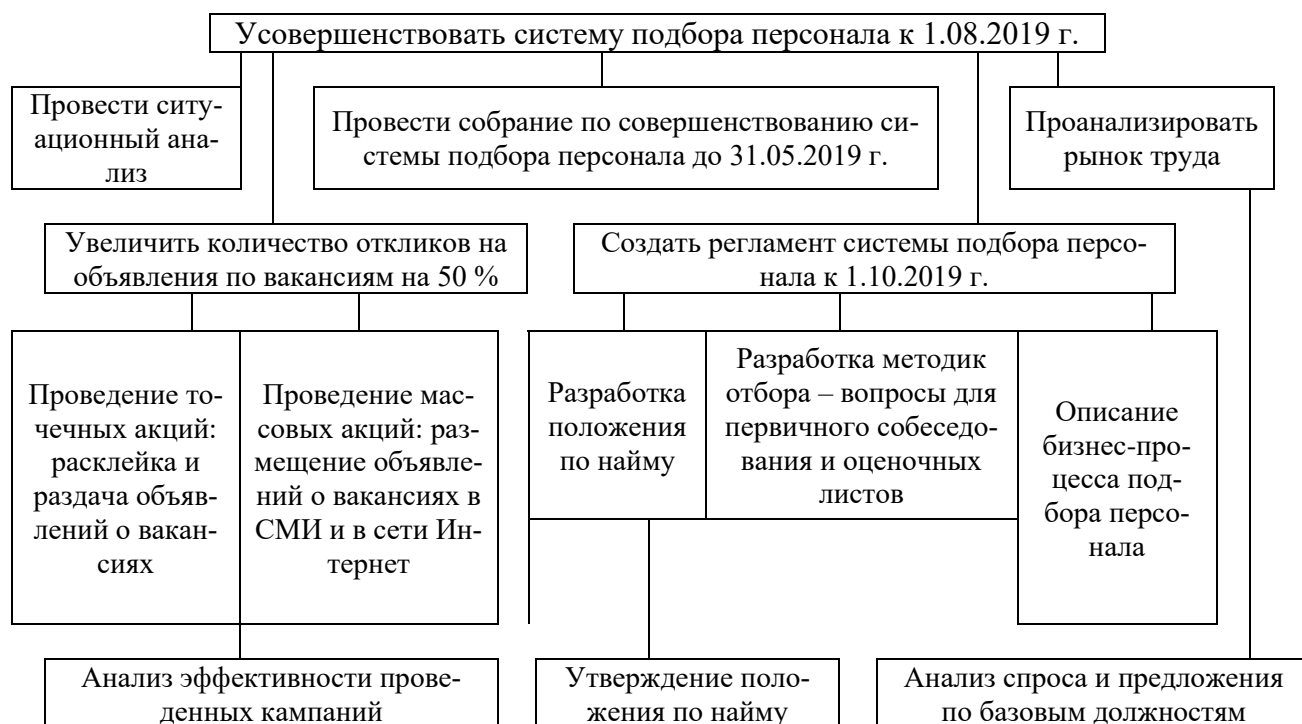 Усовершенствовать систему подбора персонала к 1.08.2019 г.
Провести ситу-
ационный ана-
лиз
Провести собрание по совершенствованию си-
стемы подбора персонала до 31.05.2019 г.
Проанализировать
рынок труда
Увеличить количество откликов на
объявления по вакансиям на 50 %
Создать регламент системы подбора персо-
нала к 1.10.2019 г.
Проведение то-
чечных акций:
расклейка и
раздача объяв-
лений о вакан-
сиях
Проведение мас-
совых акций: раз-
мещение объявле-
ний о вакансиях в
СМИ и в сети Ин-
тернет
Разработка
положения
по найму
Разработка методик
отбора – вопросы для
первичного собеседо-
вания и оценочных
листов
Описание
бизнес-про-
цесса под-
бора персо-
нала
Анализ эффективности прове-
денных кампаний
Утверждение поло-
жения по найму
Анализ спроса и предложения
по базовым должностям